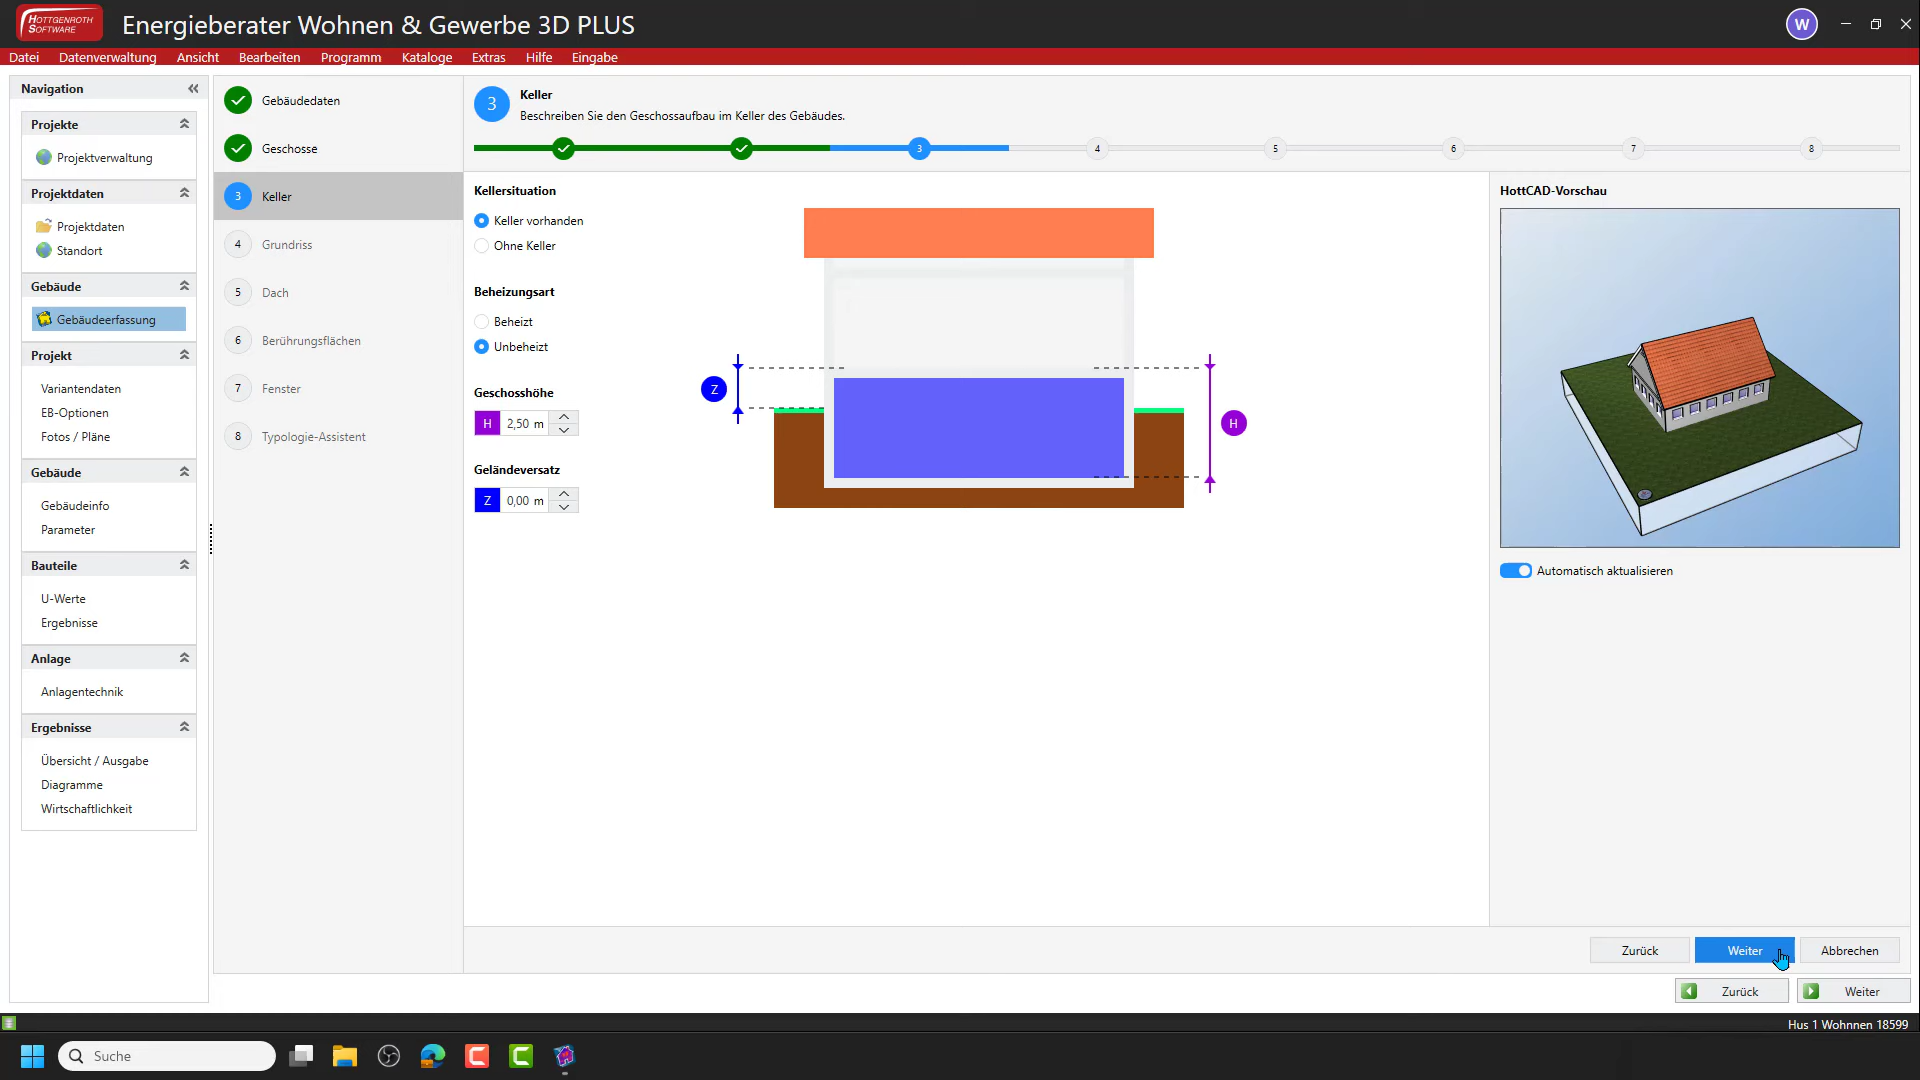 HOTTGENROTH
SOFTWARE
Energieberater Wohnen & Gewerbe 3D PLUS
W
Datei Datenverwaltung Ansicht Bearbeiten Programm Kataloge Extras Hilfe Eingabe
Navigation
Projekte
Projektverwaltung
Projektdaten
Projektdaten
Standort
Gebäude
Gebäudeerfassung
Projekt
Variantendaten
EB-Optionen
Fotos / Pläne
Gebäude
Gebäudeinfo
Parameter
Bauteile
U-Werte
Ergebnisse
Anlage
Anlagentechnik
Ergebnisse
Übersicht / Ausgabe
Diagramme
Wirtschaftlichkeit
Gebäudedaten
Geschosse
3 Keller
4 Grundriss
5 Dach
6 Berührungsflächen
7 Fenster
8 Typologie-Assistent
3 Keller
Beschreiben Sie den Geschossaufbau im Keller des Gebäudes.
3 4 5 6 7 8
Kellersituation
Keller vorhanden
Ohne Keller
Beheizungsart
Beheizt
Unbeheizt
Geschosshöhe
H 2,50 m
Geländeversatz
Z 0,00 m
Z
H
HottCAD-Vorschau
Automatisch aktualisieren
Zurück Weiter Abbrechen
Zurück Weiter
Hus 1 Wohnnen 18599
Suche